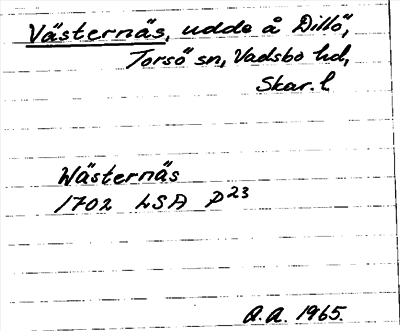 Västernäs, udde å Dillö,
Torsö sn, Vadsbo hd,
Skar. l
Wästernäs
1702 LSA P23
A.A. 1965.